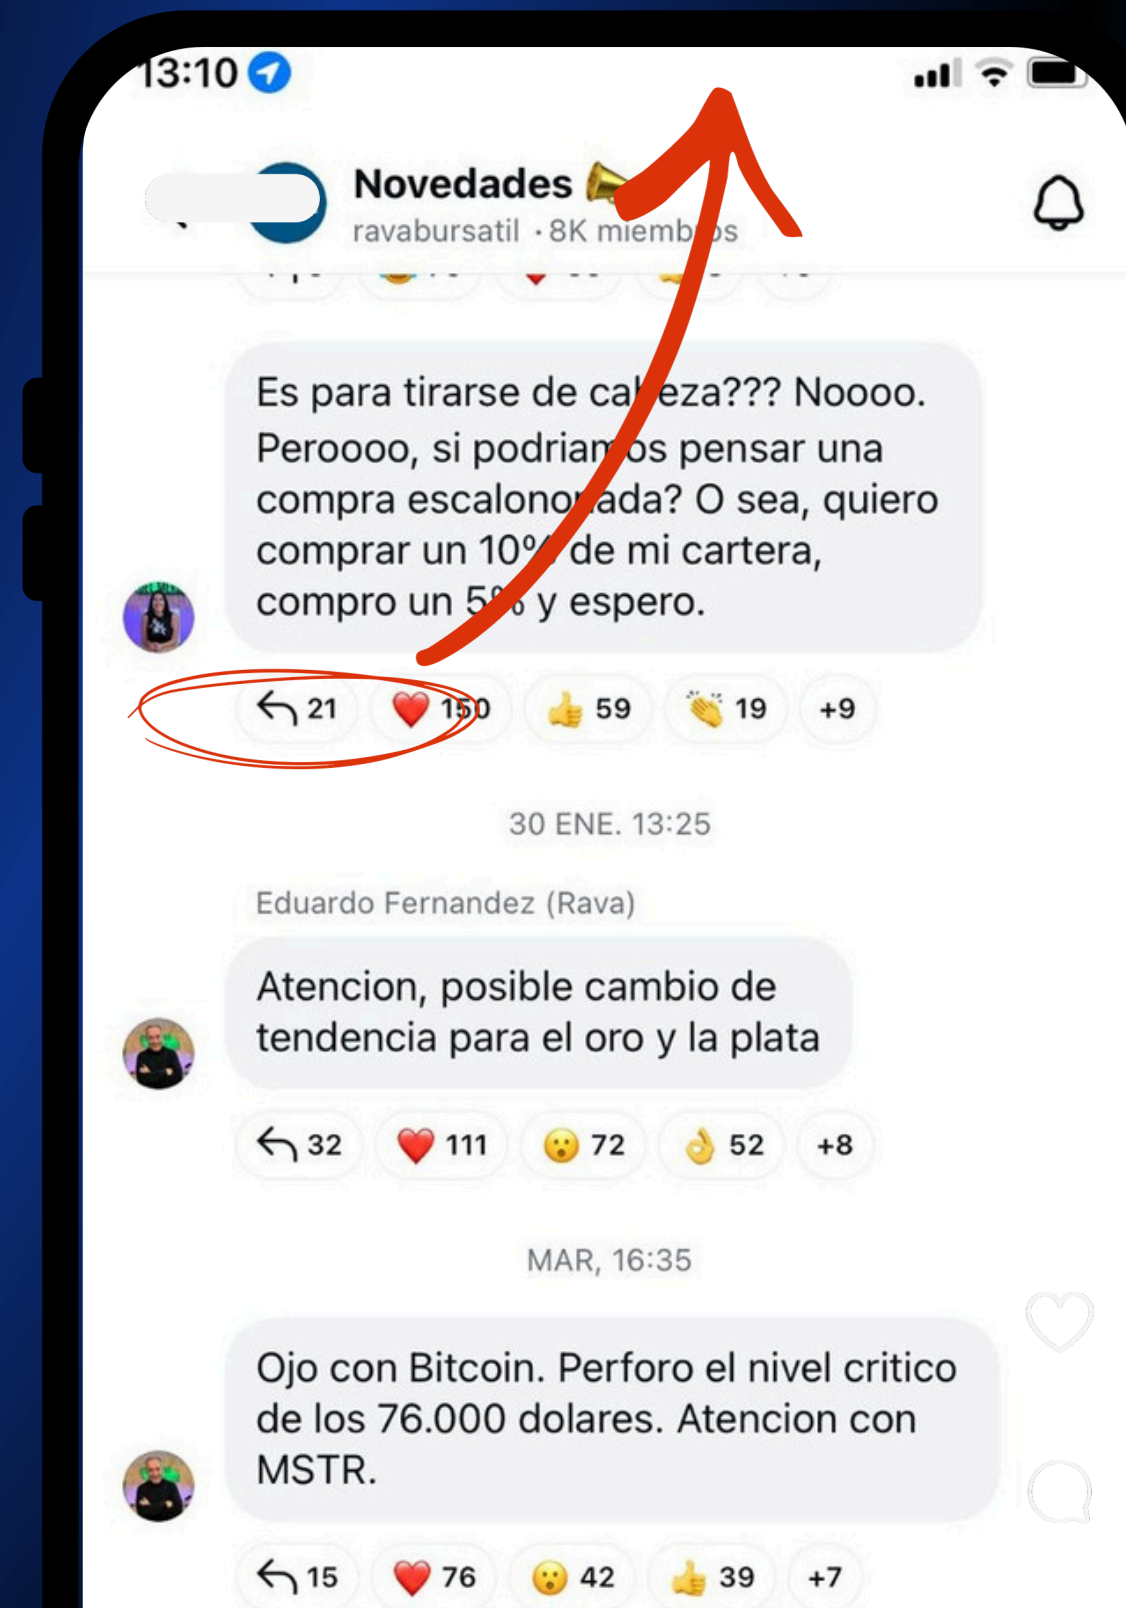 13:10
Novedades
ravabursatil · 8K miembros
Es para tirarse de cabeza??? Noooo.
Peroooo, si podriamos pensar una
compra escalononada? O sea, quiero
comprar un 10% de mi cartera,
compro un 5% y espero.
21 150 59 19 +9
30 ENE. 13:25
Eduardo Fernandez (Rava)
Atencion, posible cambio de
tendencia para el oro y la plata
32 111 72 52 +8
MAR, 16:35
Ojo con Bitcoin. Perforo el nivel critico
de los 76.000 dolares. Atencion con
MSTR.
15 76 42 39 +7